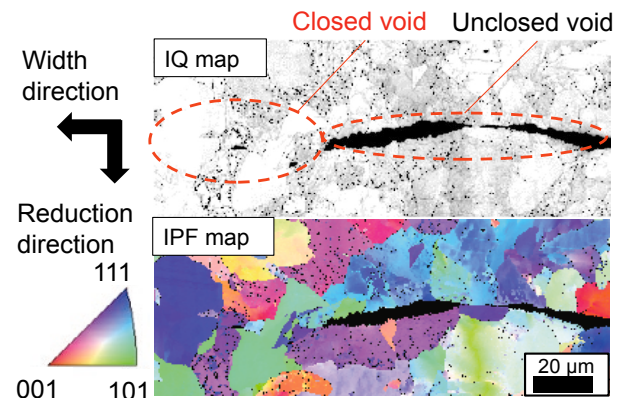 Closed void
Unclosed void
Width
direction
IQ map
Reduction
direction
IPF map
111
001
101
20 µm